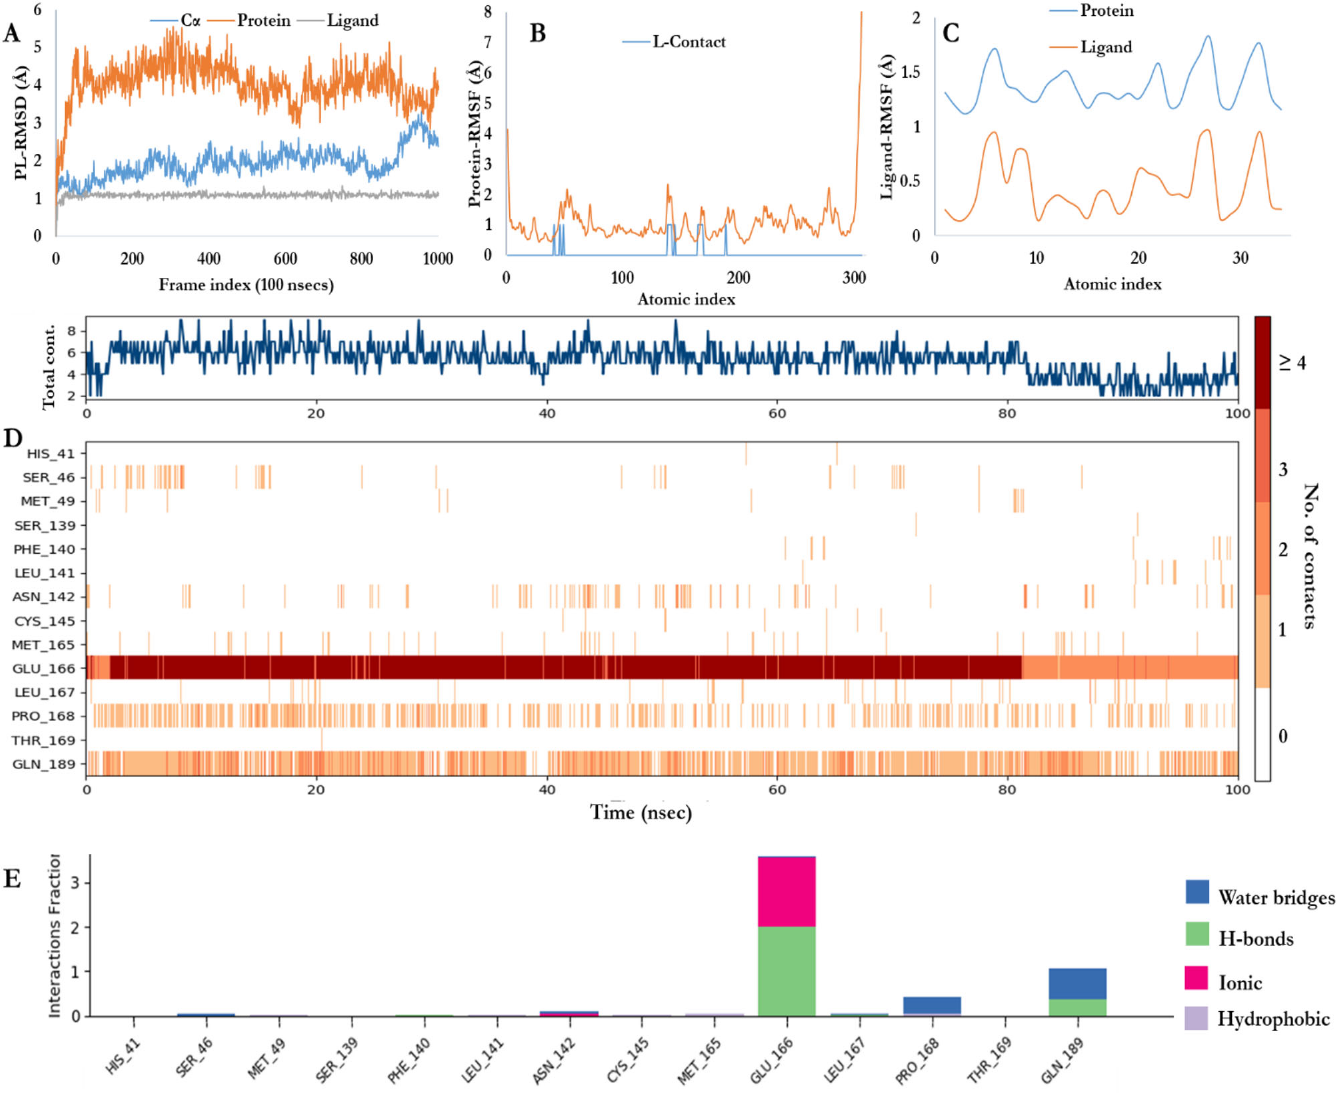 A
Cα Protein Ligand
PL-RMSD (Å)
6
5
4
3
2
1
0
0 200 400 600 800 1000
Frame index (100 nsecs)
B
L-Contact
Protein-RMSF (Å)
8
7
6
5
4
3
2
1
0
0 100 200 300
Atomic index
C
Protein
Ligand
Ligand-RMSF (Å)
2
1.5
1
0.5
0
0 10 20 30
Atomic index
Total cont.
8
6
4
2
0 20 40 60 80 100
D
HIS_41
SER_46
MET_49
SER_139
PHE_140
LEU_141
ASN_142
CYS_145
MET_165
GLU_166
LEU_167
PRO_168
THR_169
GLN_189
0 20 40 60 80 100
Time (nsec)
≥ 4
3
2
1
0
No. of contacts
E
Interactions Fraction
3
2
1
0
HIS_41 SER_46 MET_49 SER_139 PHE_140 LEU_141 ASN_142 CYS_145 MET_165 GLU_166 LEU_167 PRO_168 THR_169 GLN_189
Water bridges
H-bonds
Ionic
Hydrophobic